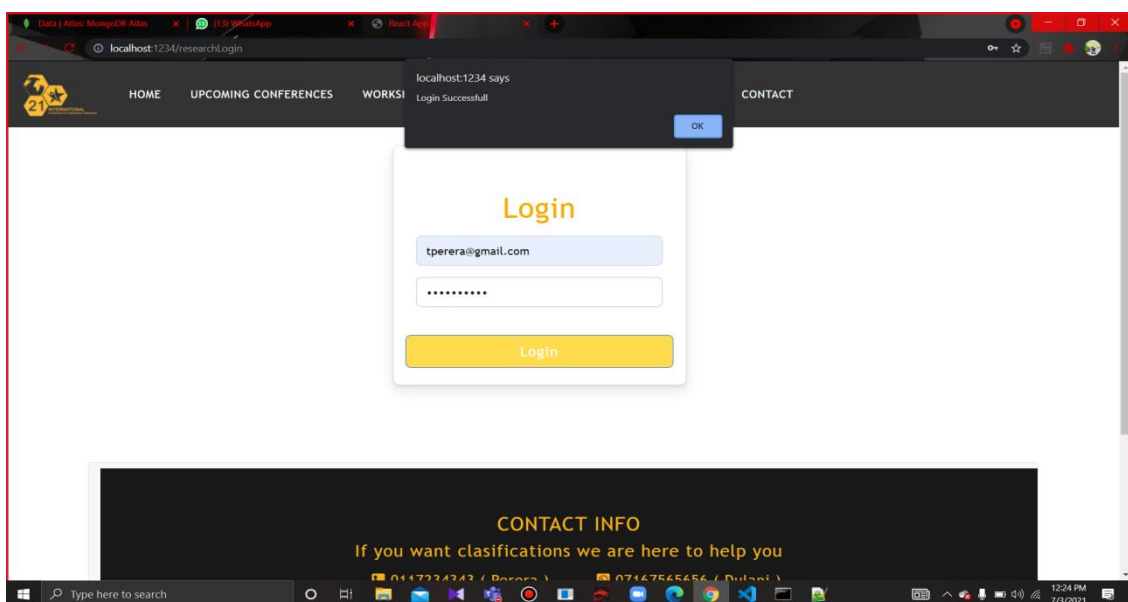 Data | Atlas: MongoDB Atlas
(13) WhatsApp
React App
localhost:1234/researchLogin
localhost:1234 says
Login Successfull
OK
21
INTERNATIONAL
HOME UPCOMING CONFERENCES CONTACT
Login
tperera@gmail.com
••••••••••
Login
CONTACT INFO
If you want clasifications we are here to help you
0117234343 ( Perera ) 07167565656 ( Dulani )
Type here to search
12:24 PM
7/3/2021